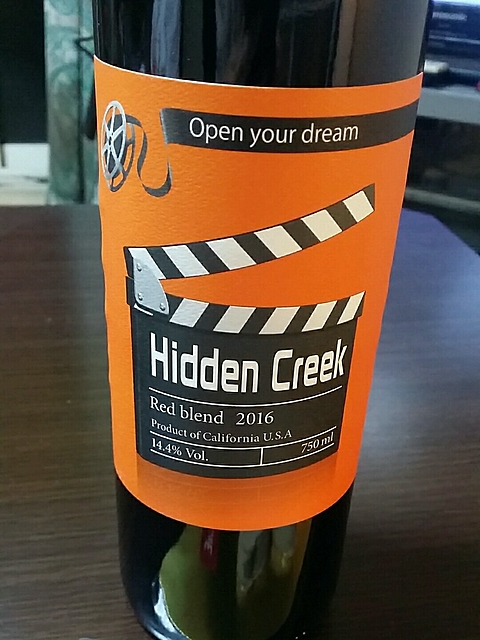 Open your dream
Hidden Creek
Red blend 2016
Product of California U.S.A
14.4% Vol. 750 ml